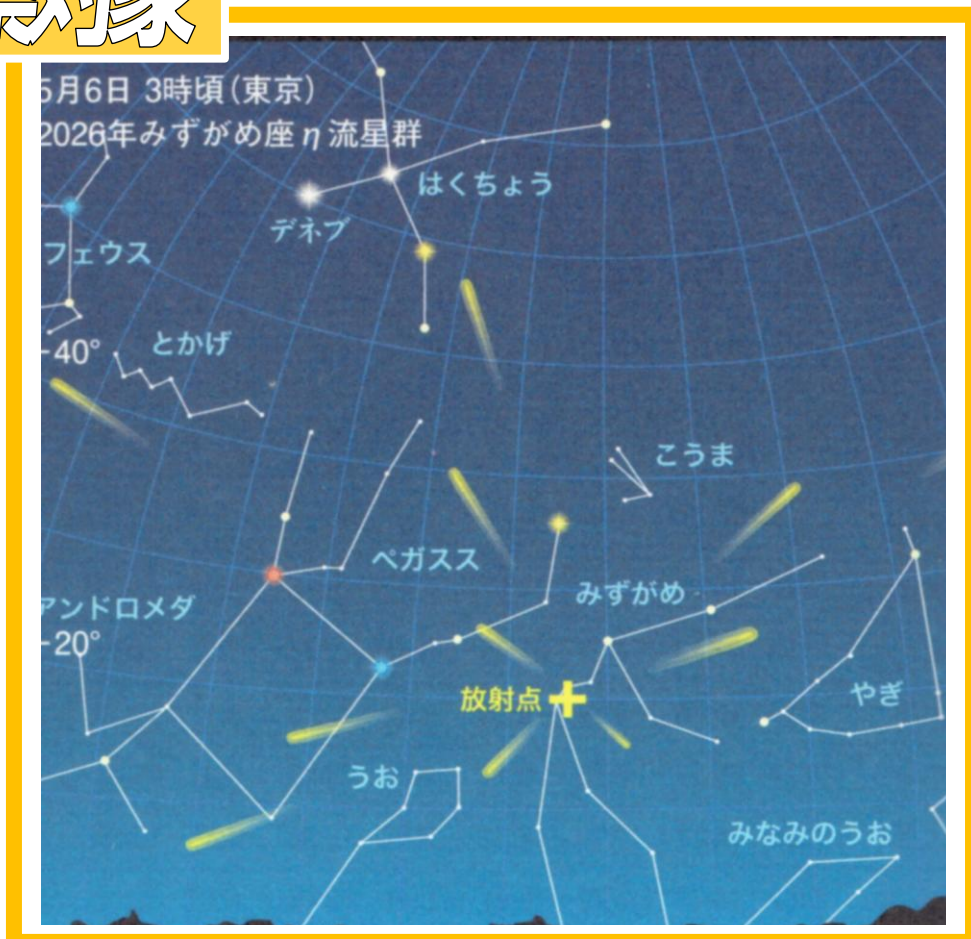 5月6日 3時頃(東京)
2026年みずがめ座η流星群
はくちょう
デネブ
フェウス
とかげ
40°
こうま
ペガスス
みずがめ
アンドロメダ
20°
放射点
やぎ
うお
みなみのうお